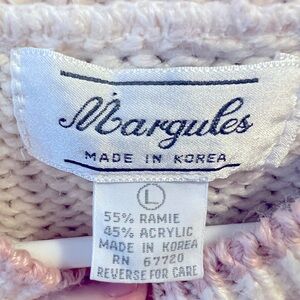 Margules
MADE IN KOREA
L
55% RAMIE
45% ACRYLIC
MADE IN KOREA
RN 67720
REVERSE FOR CARE